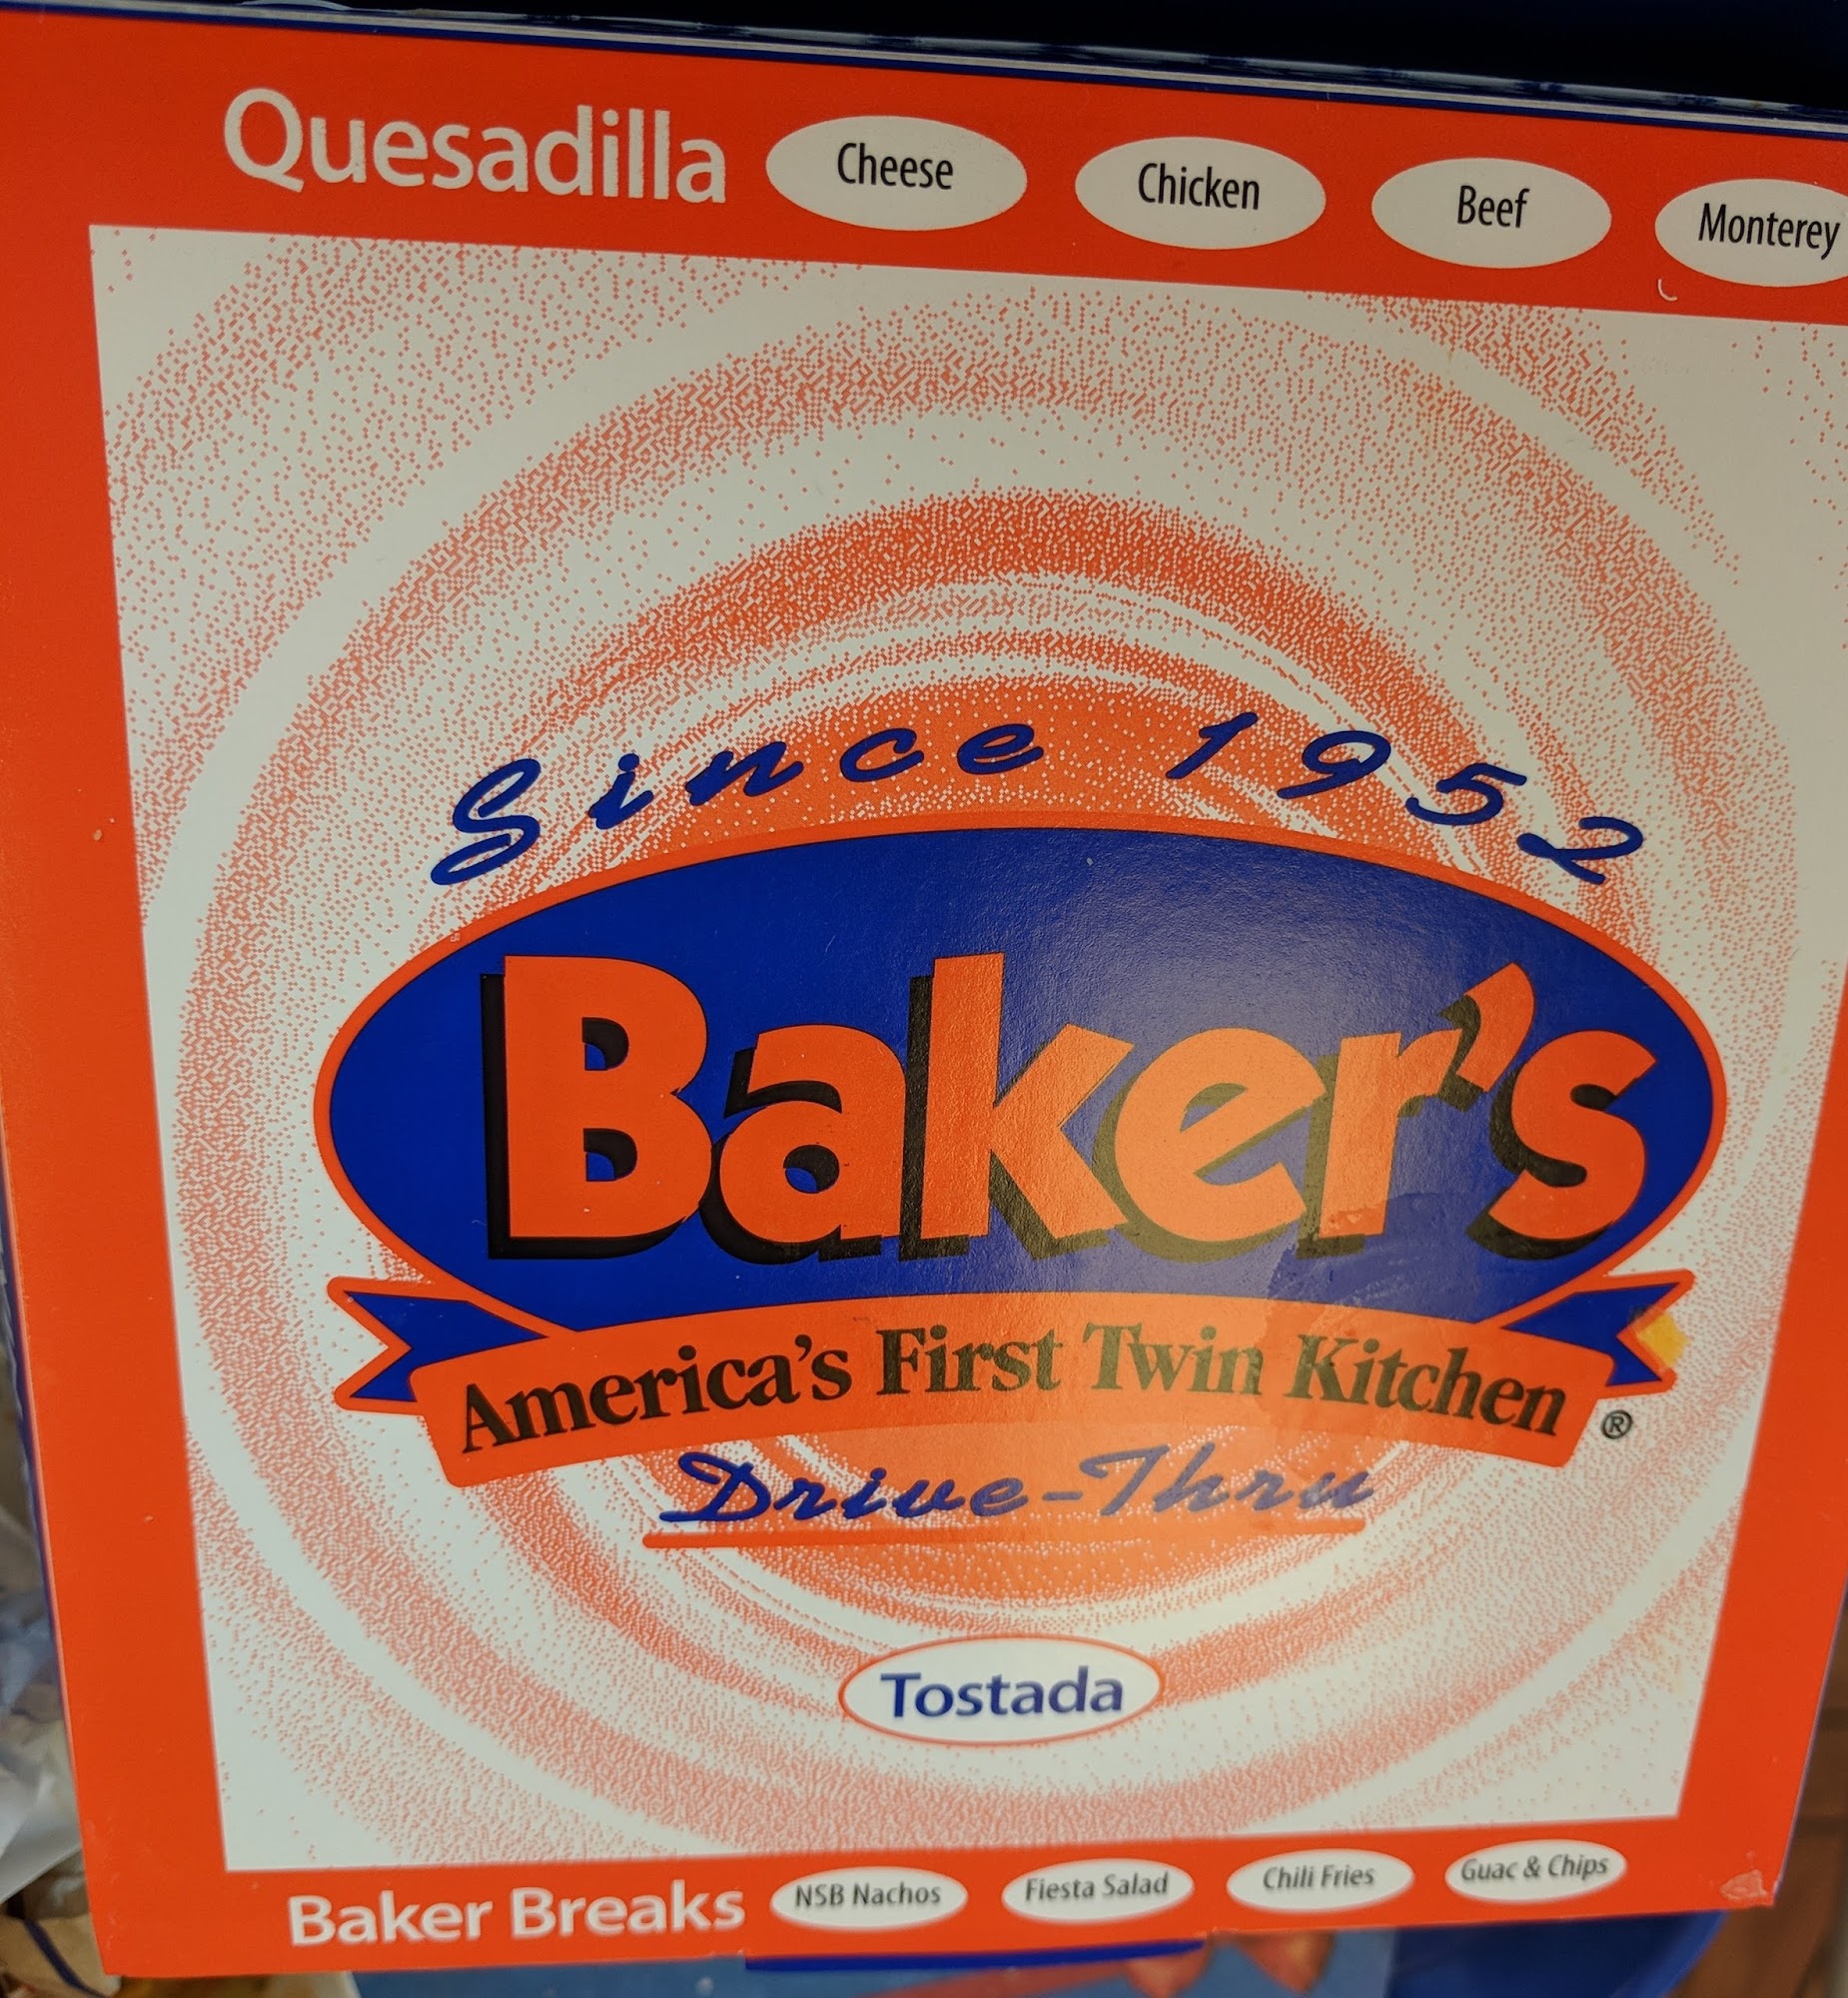 Quesadilla Cheese Chicken Beef Monterey
Since 1952
Baker's
America's First Twin Kitchen ®
Drive-Thru
Tostada
Baker Breaks NSB Nachos Fiesta Salad Chili Fries Guac & Chips